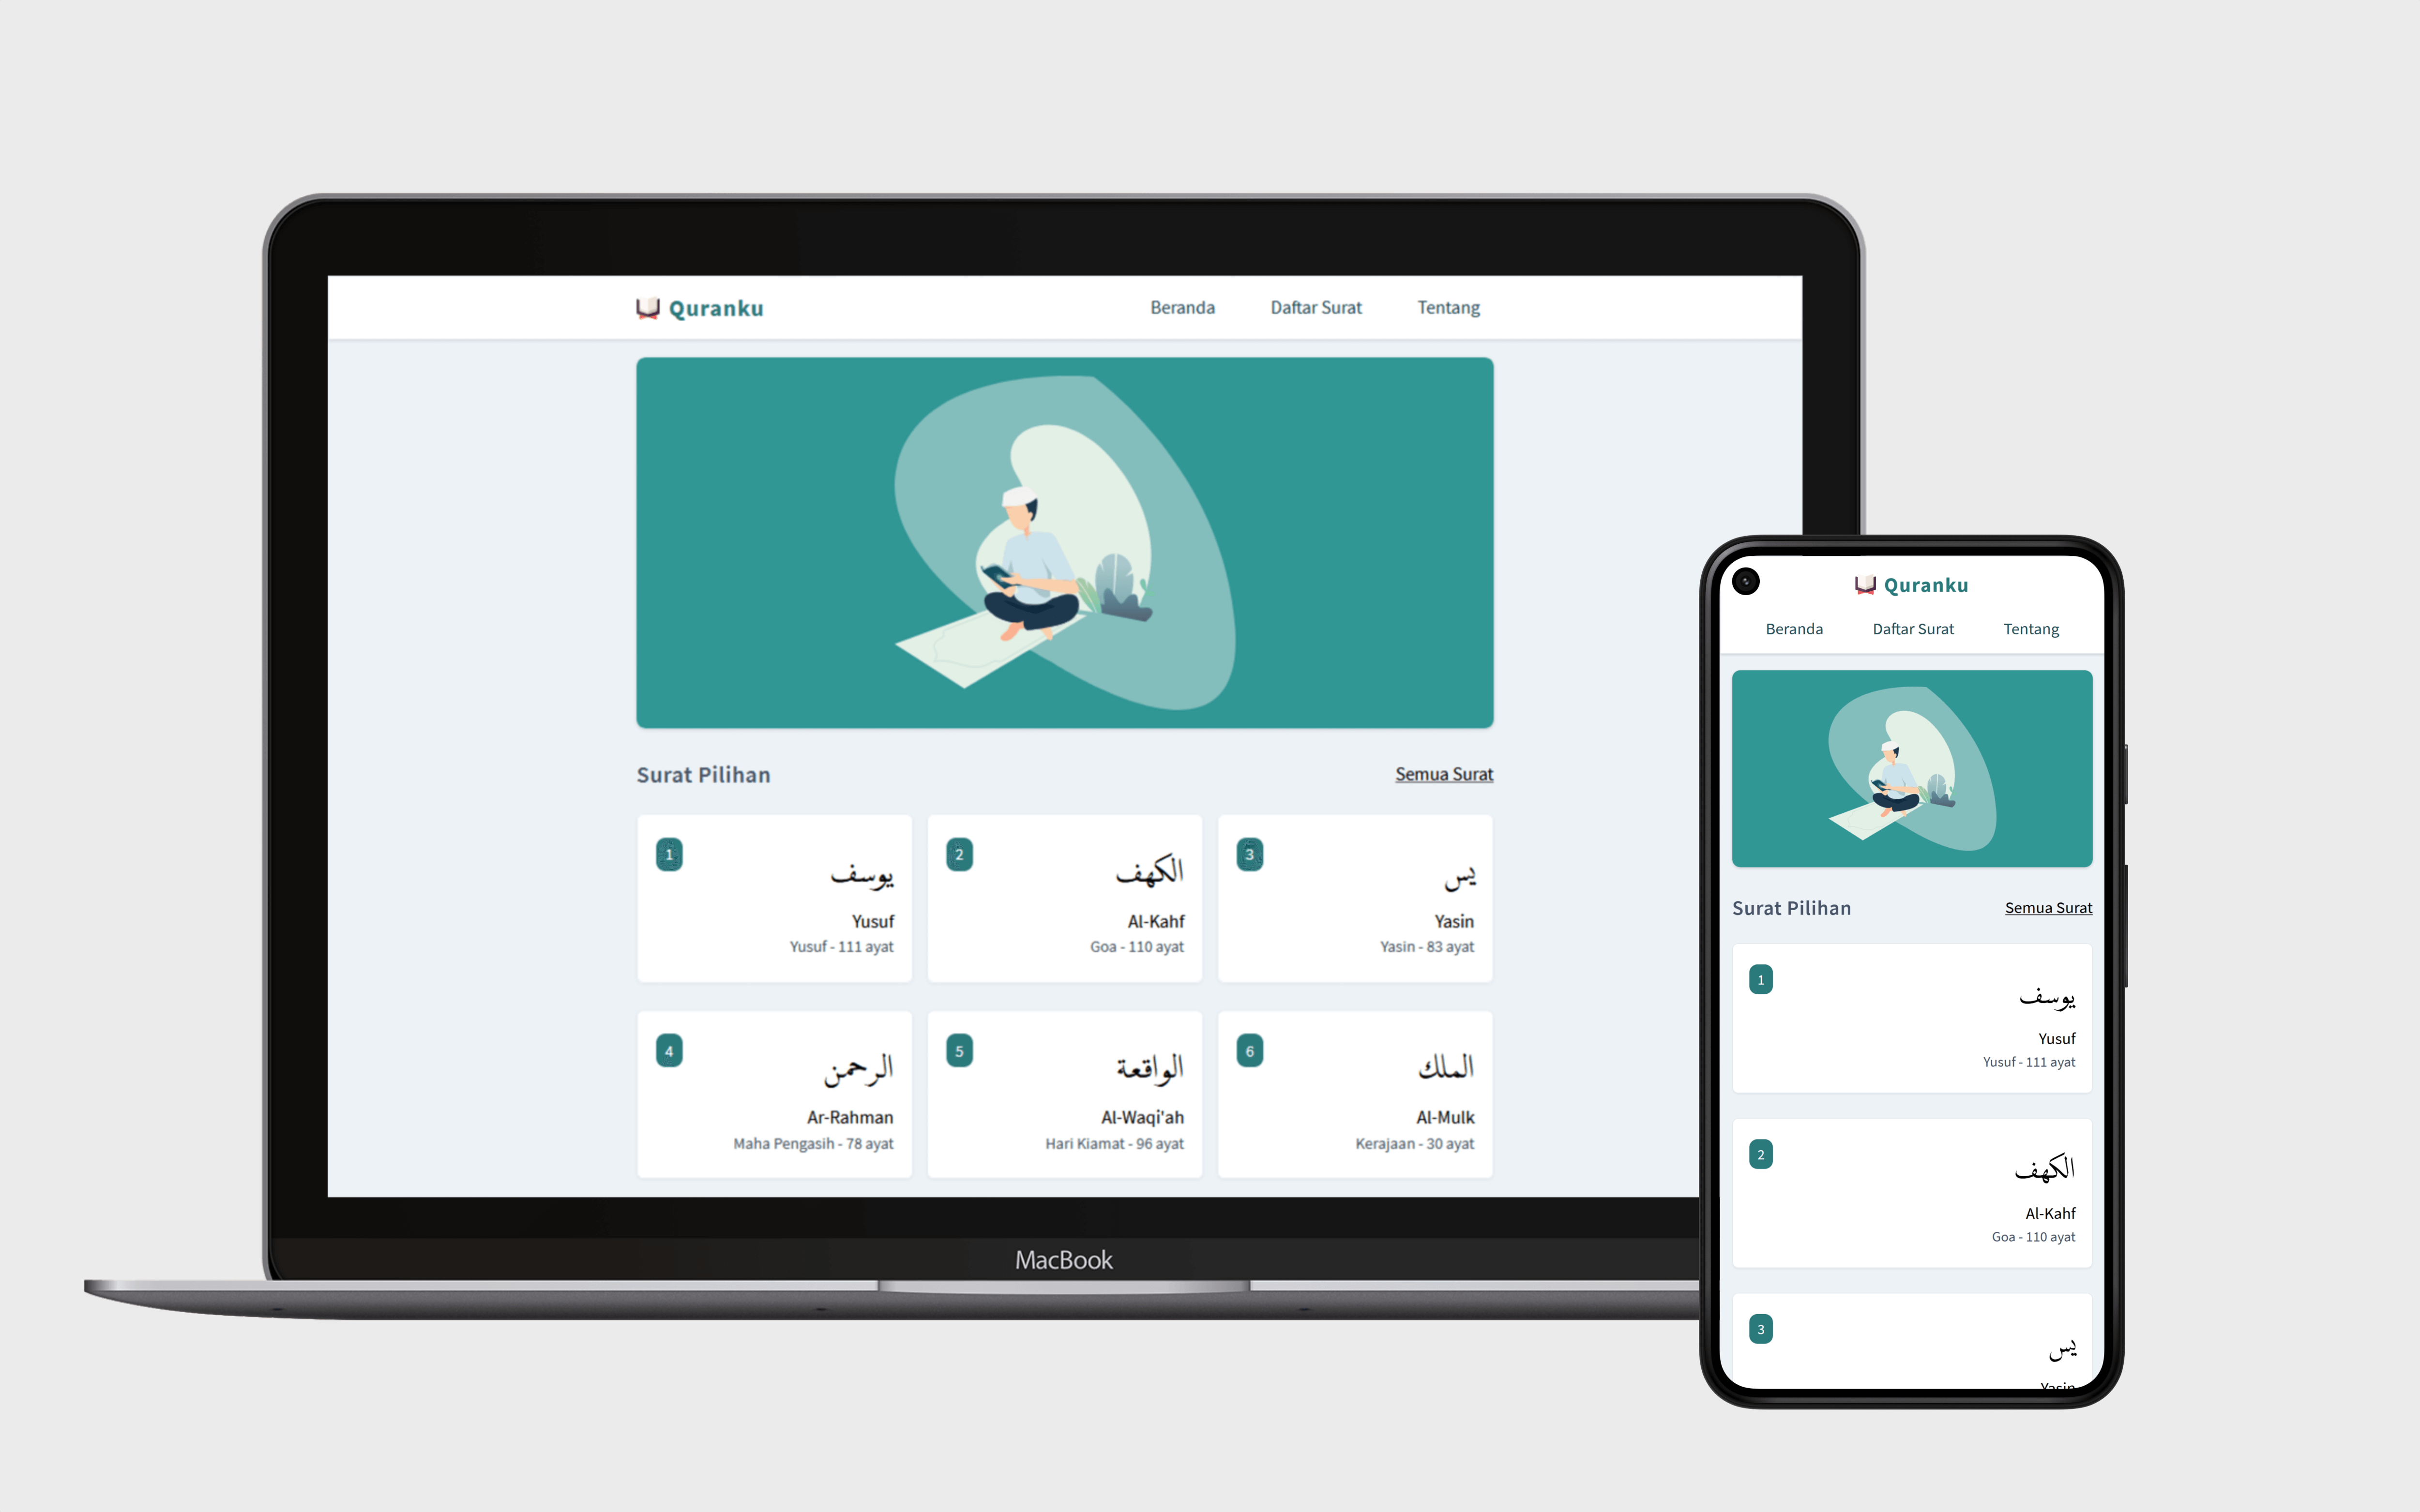 Quranku
Beranda Daftar Surat Tentang
Surat Pilihan Semua Surat
1
يوسف
Yusuf
Yusuf - 111 ayat
2
الكهف
Al-Kahf
Goa - 110 ayat
3
يس
Yasin
Yasin - 83 ayat
4
الرحمن
Ar-Rahman
Maha Pengasih - 78 ayat
5
الواقعة
Al-Waqi'ah
Hari Kiamat - 96 ayat
6
الملك
Al-Mulk
Kerajaan - 30 ayat
MacBook
Quranku
Beranda Daftar Surat Tentang
Surat Pilihan Semua Surat
1
يوسف
Yusuf
Yusuf - 111 ayat
2
الكهف
Al-Kahf
Goa - 110 ayat
3
يس
Yasin